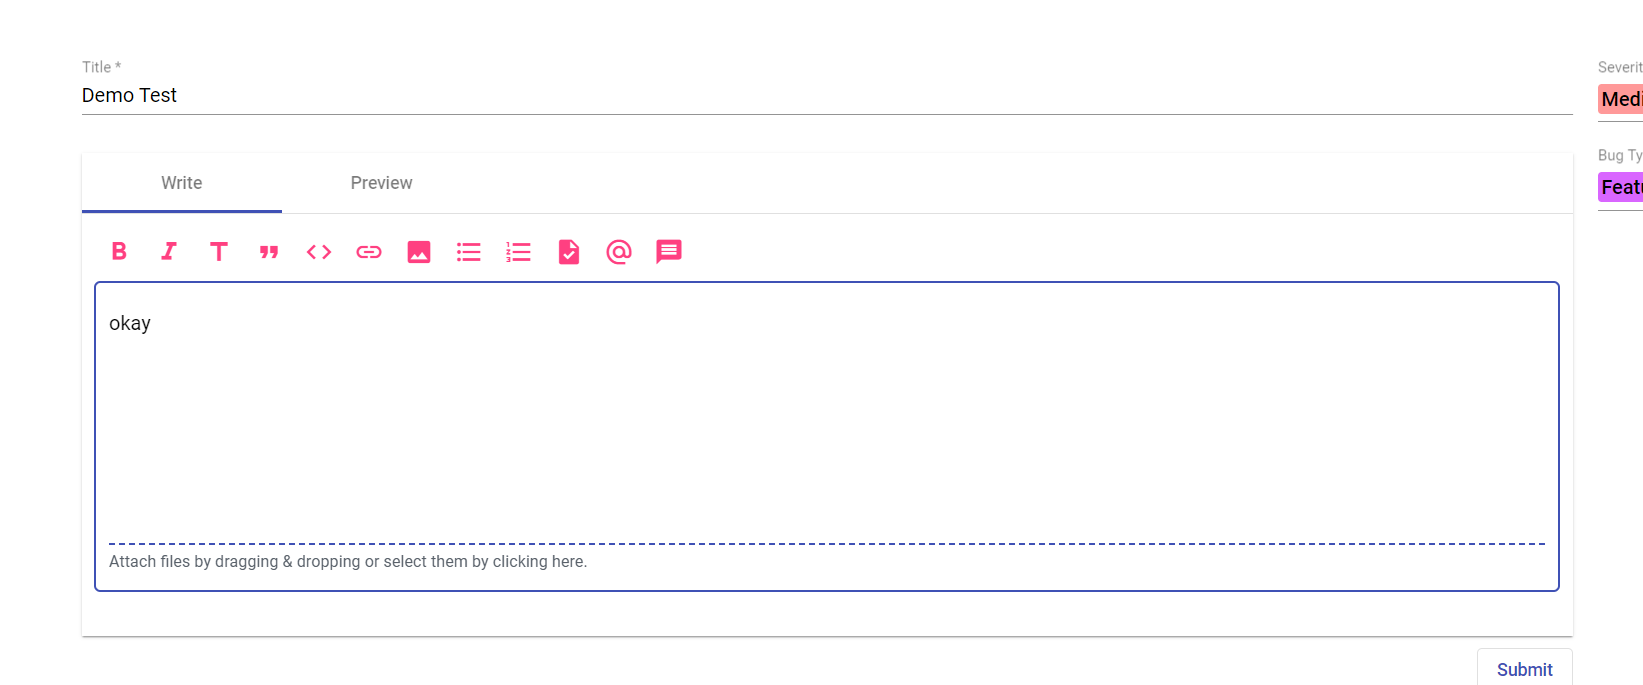 Title *
Demo Test
Write
Preview
okay
Attach files by dragging & dropping or select them by clicking here.
Submit
Severit
Medi
Bug Ty
Feat